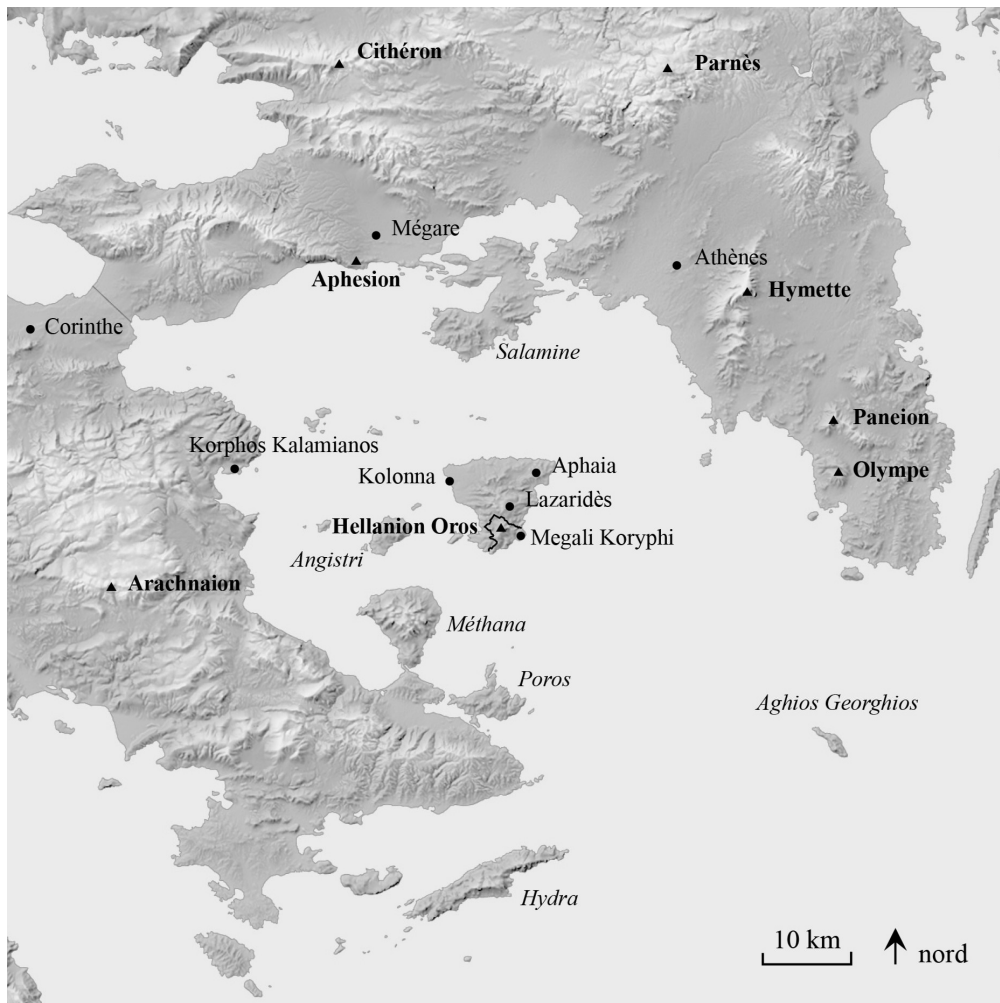 Cithéron
Parnès
Mégare
Athènes
Aphesion
Hymette
Corinthe
Salamine
Paneion
Korphos Kalamianos
Aphaia
Kolonna
Olympe
Lazaridès
Hellanion Oros
Megali Koryphi
Angistri
Arachnaion
Méthana
Poros
Aghios Georghios
Hydra
10 km
nord